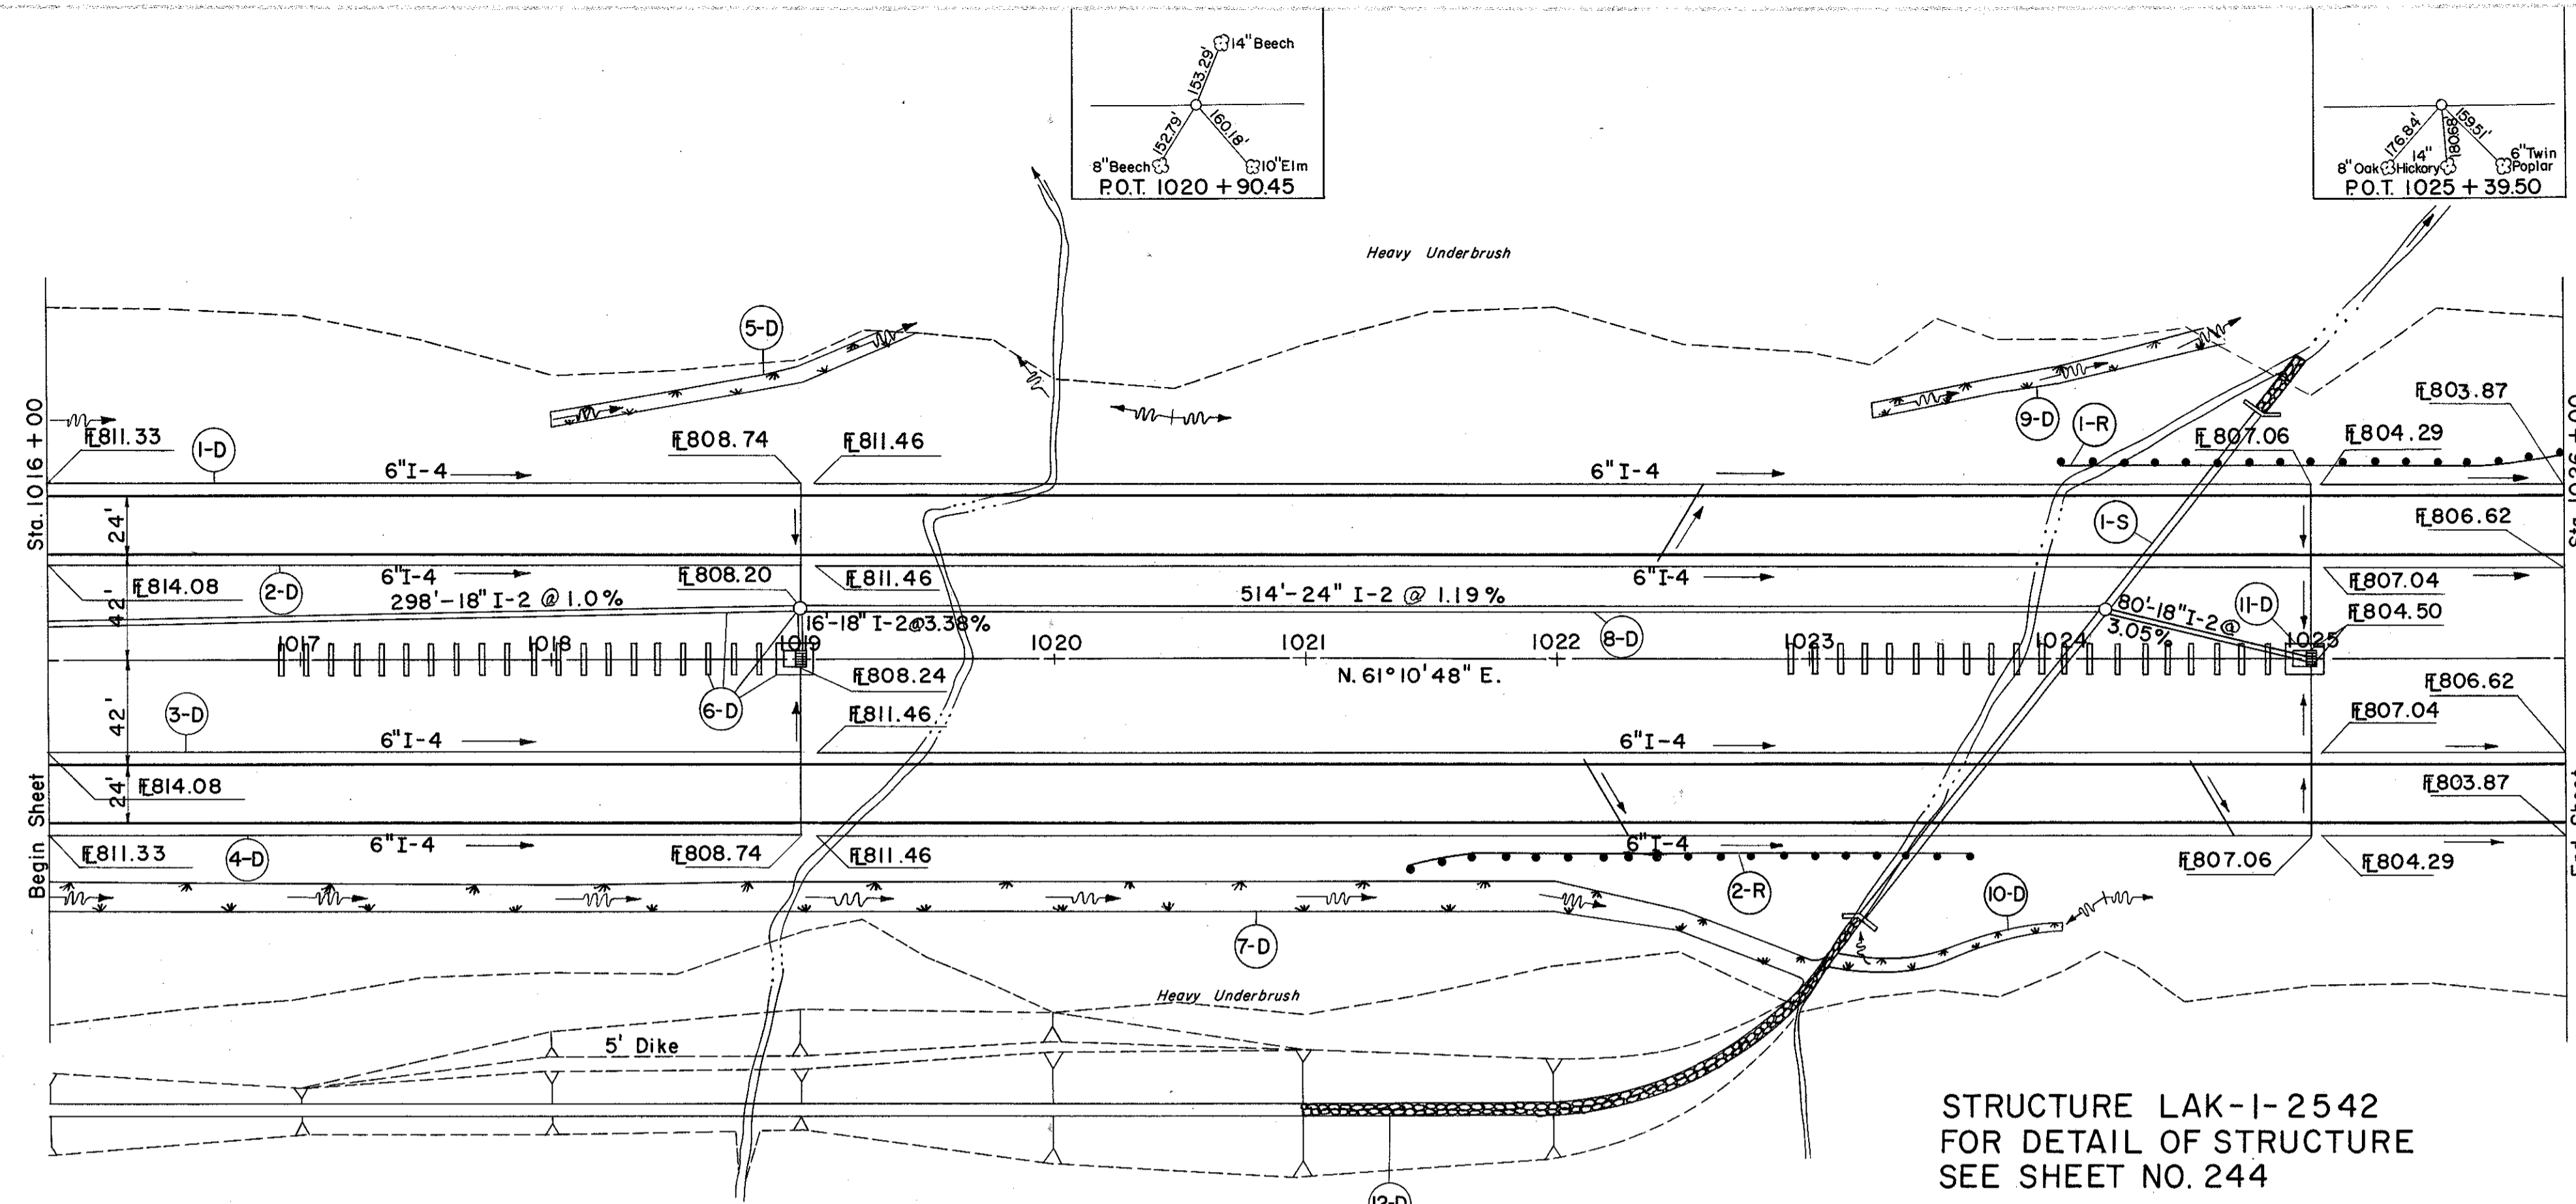 14" Beech
153.29'
152.79'
160.18'
8" Beech
10" Elm
P.O.T. 1020 + 90.45
176.84'
180.68
159.51'
14"
6" Twin
8" Oak
Hickory
Poplar
P.O.T. 1025 + 39.50
Heavy Underbrush
5-D
Sta. 1016 + 00
FL 811.33
1-D
FL 808.74
FL 811.46
9-D
1-R
FL 807.06
FL 804.29
FL 803.87
6" I-4
6" I-4
24'
1-S
FL 806.62
FL 814.08
2-D
6" I-4
FL 808.20
FL 811.46
6" I-4
FL 807.04
42'
298'-18" I-2 @ 1.0%
514'-24" I-2 @ 1.19%
80'-18" I-2 @
3.05%
11-D
FL 804.50
16'-18" I-2 @ 3.38%
8-D
1017
1018
1019
1020
1021
1022
1023
1024
1025
N. 61° 10' 48" E.
FL 808.24
6-D
FL 806.62
3-D
42'
FL 811.46
FL 807.04
6" I-4
6" I-4
FL 814.08
24'
FL 803.87
Begin Sheet
6" I-4
6" I-4
FL 811.33
4-D
FL 808.74
FL 811.46
FL 807.06
FL 804.29
2-R
10-D
7-D
Heavy Underbrush
5' Dike
STRUCTURE LAK-1-2542
FOR DETAIL OF STRUCTURE
SEE SHEET NO. 244